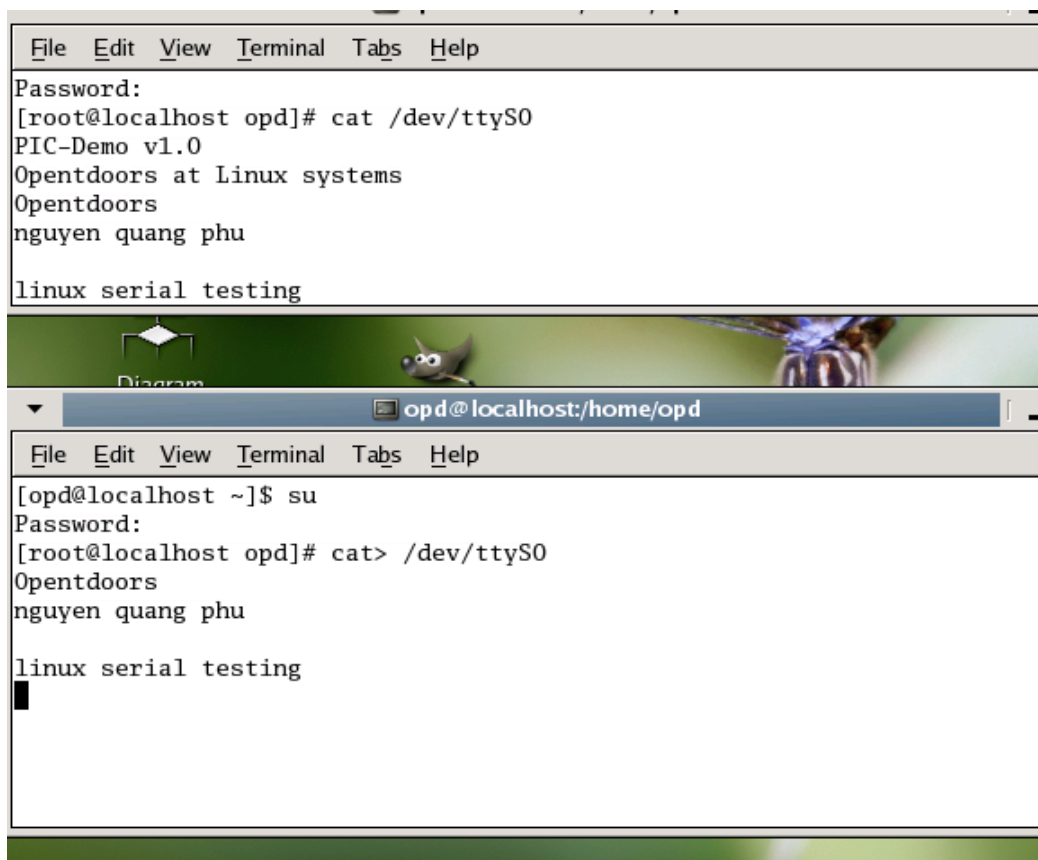 File Edit View Terminal Tabs Help
Password:
[root@localhost opd]# cat /dev/ttyS0
PIC-Demo v1.0
Opentdoors at Linux systems
Opentdoors
nguyen quang phu
linux serial testing
Diagram
opd@localhost:/home/opd
File Edit View Terminal Tabs Help
[opd@localhost ~]$ su
Password:
[root@localhost opd]# cat> /dev/ttyS0
Opentdoors
nguyen quang phu
linux serial testing